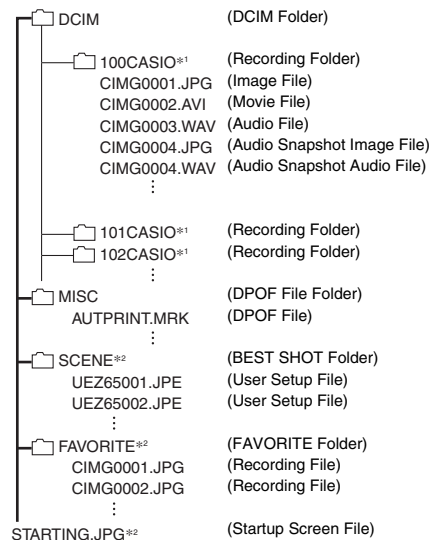 DCIM (DCIM Folder)
100CASIO*1 (Recording Folder)
CIMG0001.JPG (Image File)
CIMG0002.AVI (Movie File)
CIMG0003.WAV (Audio File)
CIMG0004.JPG (Audio Snapshot Image File)
CIMG0004.WAV (Audio Snapshot Audio File)
101CASIO*1 (Recording Folder)
102CASIO*1 (Recording Folder)
MISC (DPOF File Folder)
AUTPRINT.MRK (DPOF File)
SCENE*2 (BEST SHOT Folder)
UEZ65001.JPE (User Setup File)
UEZ65002.JPE (User Setup File)
FAVORITE*2 (FAVORITE Folder)
CIMG0001.JPG (Recording File)
CIMG0002.JPG (Recording File)
STARTING.JPG*2 (Startup Screen File)